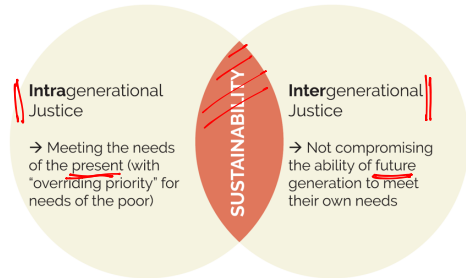 Intragenerational
Justice
→ Meeting the needs
of the present (with
“overriding priority” for
needs of the poor)
SUSTAINABILITY
Intergenerational
Justice
→ Not compromising
the ability of future
generation to meet
their own needs